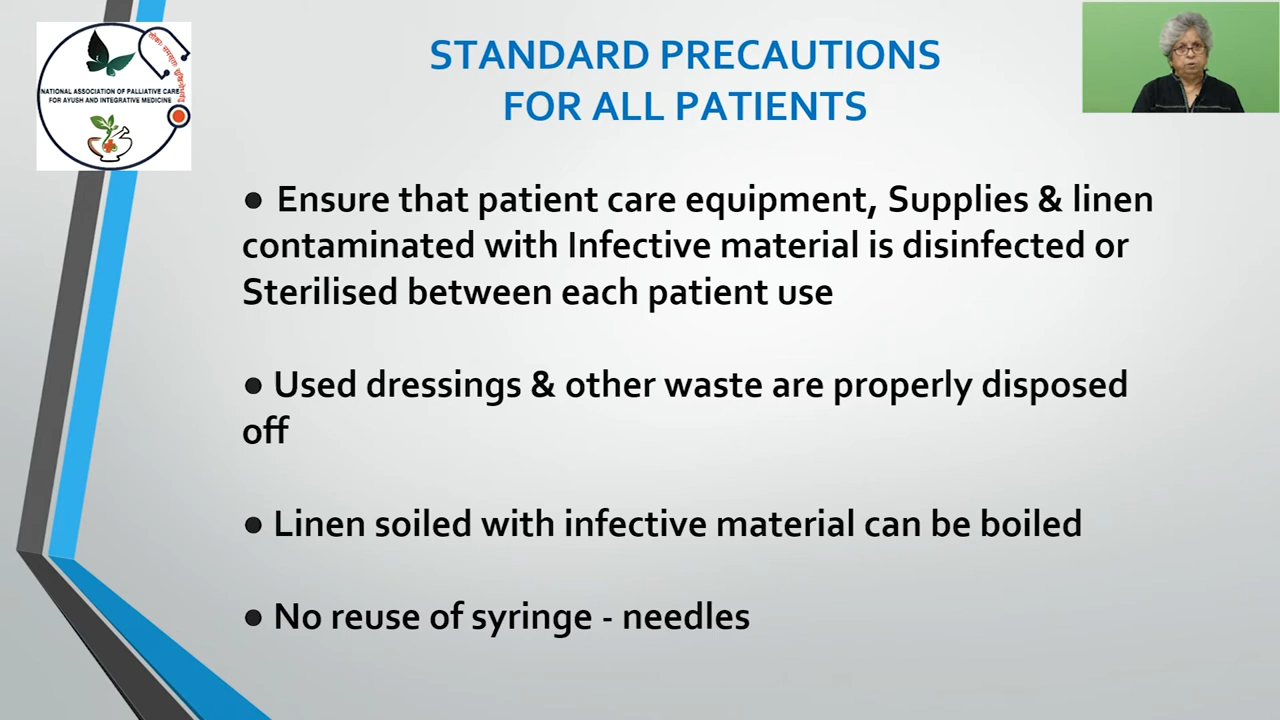 STANDARD PRECAUTIONS
FOR ALL PATIENTS
NATIONAL ASSOCIATION OF PALLIATIVE CARE
FOR AYUSH AND INTEGRATIVE MEDICINE
● Ensure that patient care equipment, Supplies & linen
contaminated with Infective material is disinfected or
Sterilised between each patient use
● Used dressings & other waste are properly disposed
off
● Linen soiled with infective material can be boiled
● No reuse of syringe - needles